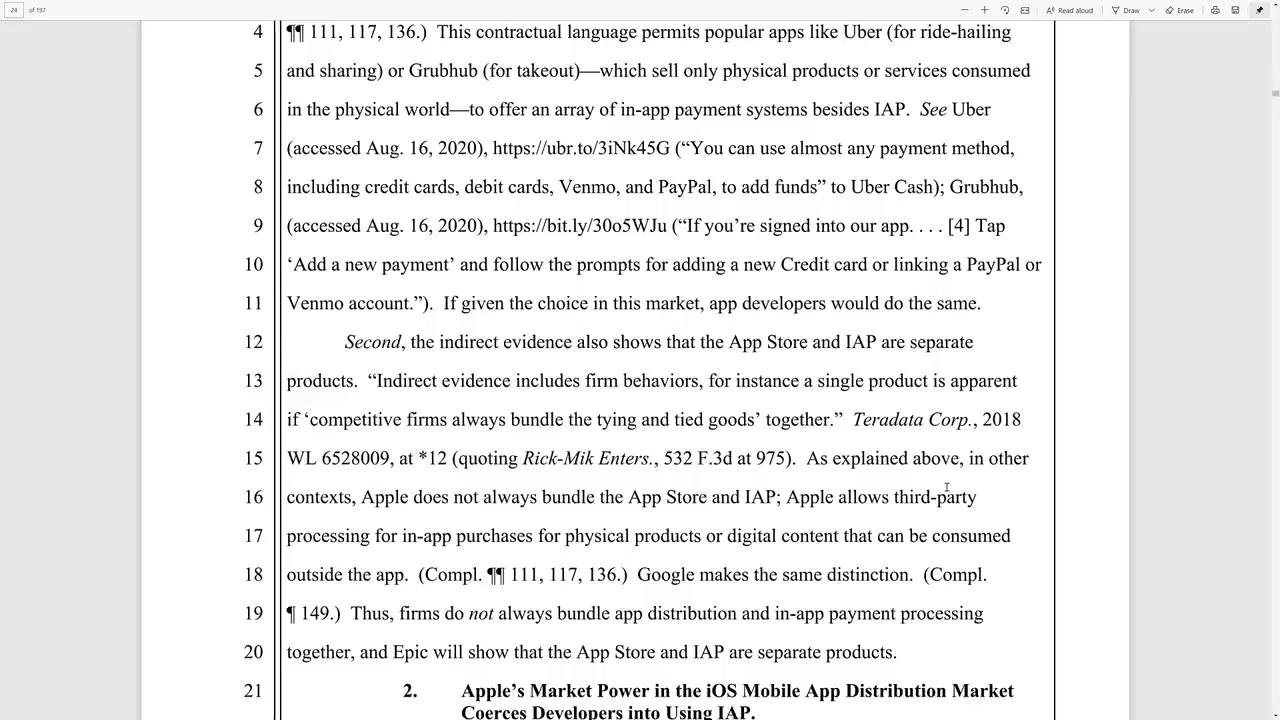 24 of 197 Read aloud Draw Erase
4 ¶¶ 111, 117, 136.)  This contractual language permits popular apps like Uber (for ride-hailing
5 and sharing) or Grubhub (for takeout)—which sell only physical products or services consumed
6 in the physical world—to offer an array of in-app payment systems besides IAP.  See Uber
7 (accessed Aug. 16, 2020), https://ubr.to/3iNk45G (“You can use almost any payment method,
8 including credit cards, debit cards, Venmo, and PayPal, to add funds” to Uber Cash); Grubhub,
9 (accessed Aug. 16, 2020), https://bit.ly/30o5WJu (“If you’re signed into our app. . . . [4] Tap
10 ‘Add a new payment’ and follow the prompts for adding a new Credit card or linking a PayPal or
11 Venmo account.”).  If given the choice in this market, app developers would do the same.
12 Second, the indirect evidence also shows that the App Store and IAP are separate
13 products.  “Indirect evidence includes firm behaviors, for instance a single product is apparent
14 if ‘competitive firms always bundle the tying and tied goods’ together.”  Teradata Corp., 2018
15 WL 6528009, at *12 (quoting Rick-Mik Enters., 532 F.3d at 975).  As explained above, in other
16 contexts, Apple does not always bundle the App Store and IAP; Apple allows third-party
17 processing for in-app purchases for physical products or digital content that can be consumed
18 outside the app.  (Compl. ¶¶ 111, 117, 136.)  Google makes the same distinction.  (Compl.
19 ¶ 149.)  Thus, firms do not always bundle app distribution and in-app payment processing
20 together, and Epic will show that the App Store and IAP are separate products.
21 2. Apple’s Market Power in the iOS Mobile App Distribution Market
Coerces Developers into Using IAP.